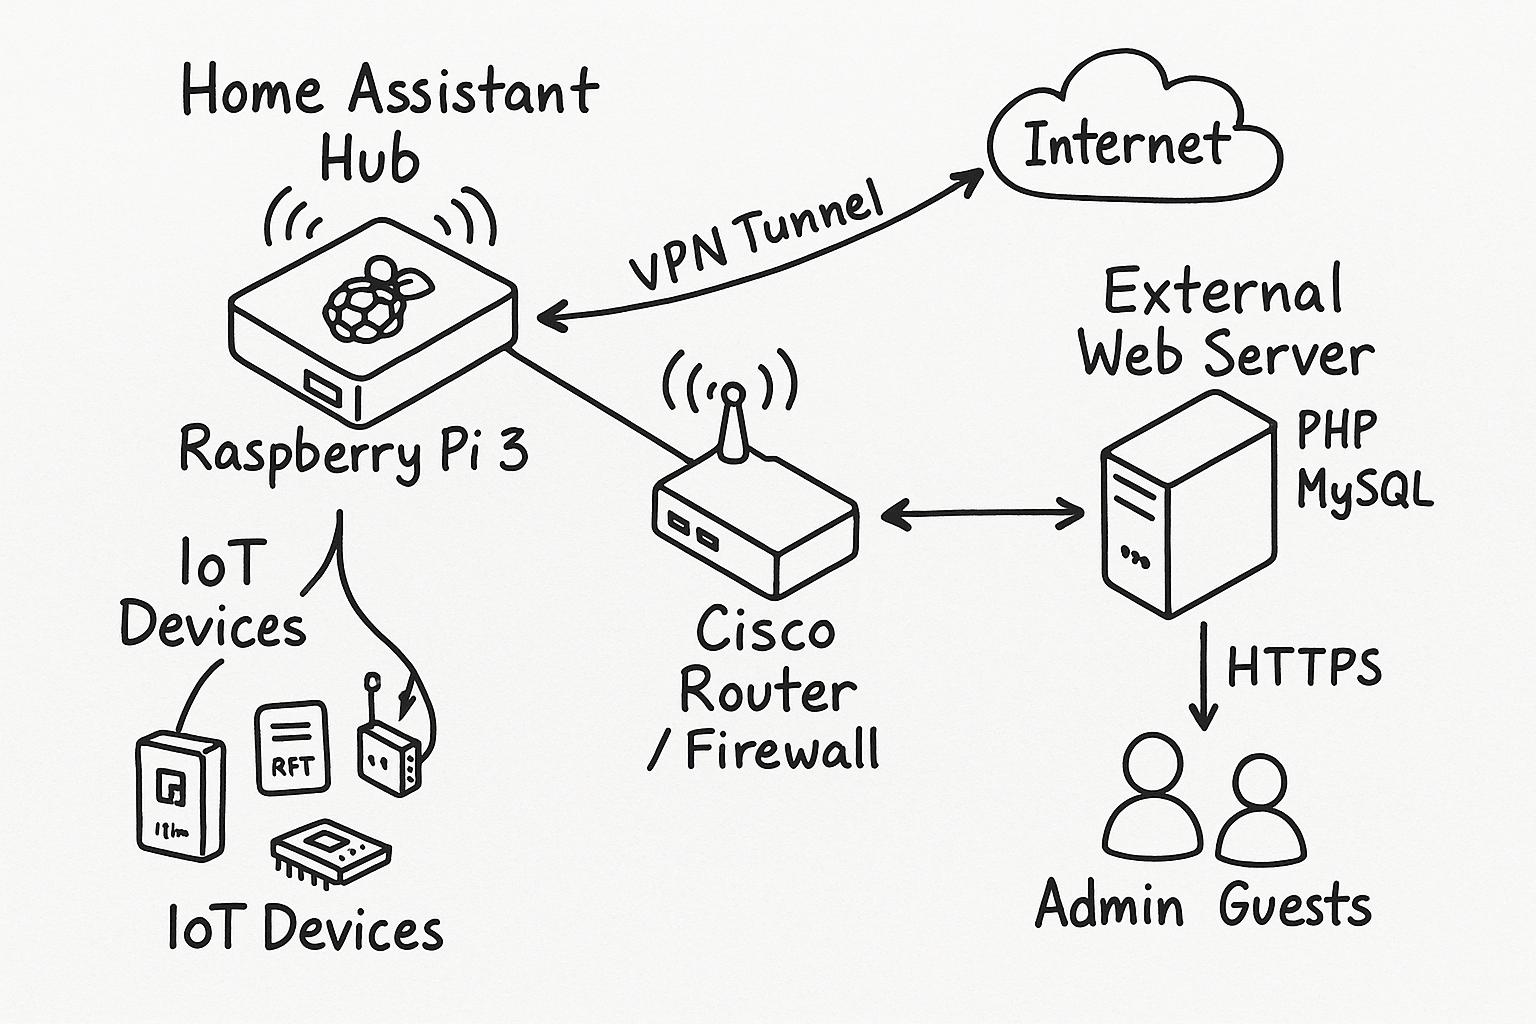 Home Assistant
Hub
Internet
VPN Tunnel
External
Web Server
PHP
MySQL
Raspberry Pi 3
IoT
Devices
Cisco
Router
/ Firewall
HTTPS
RFT
Admin Guests
IoT Devices